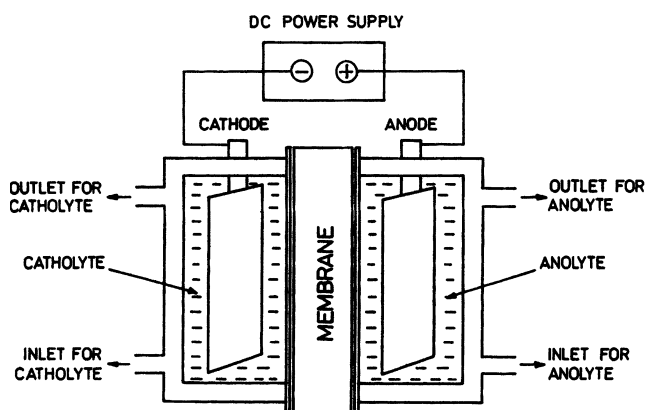 DC POWER SUPPLY
− +
CATHODE
ANODE
OUTLET FOR
CATHOLYTE
OUTLET FOR
ANOLYTE
CATHOLYTE
MEMBRANE
ANOLYTE
INLET FOR
CATHOLYTE
INLET FOR
ANOLYTE